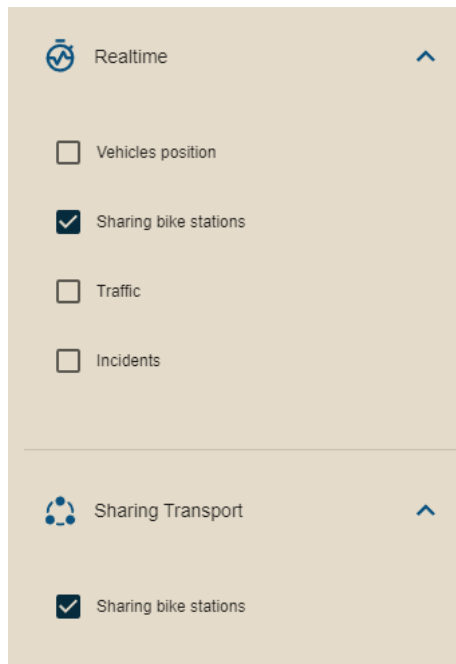 Realtime
Vehicles position
Sharing bike stations
Traffic
Incidents
Sharing Transport
Sharing bike stations